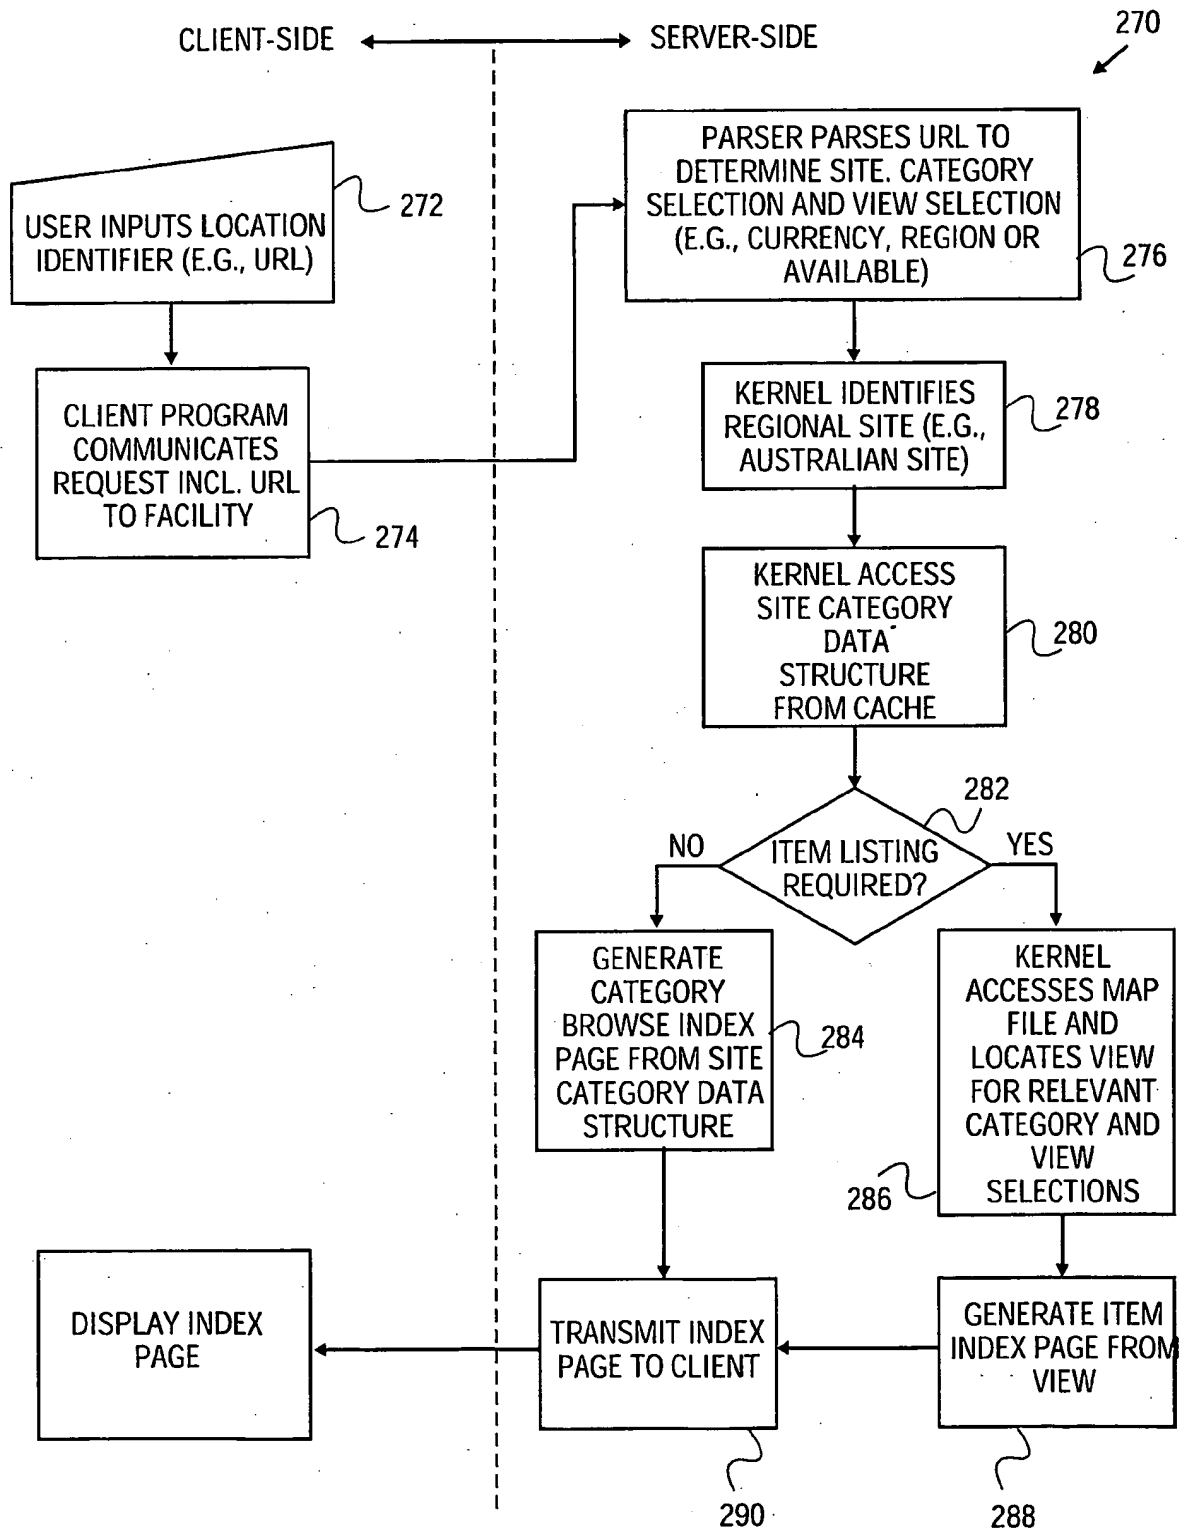 CLIENT-SIDE
SERVER-SIDE
270
USER INPUTS LOCATION
IDENTIFIER (E.G., URL)
272
CLIENT PROGRAM
COMMUNICATES
REQUEST INCL. URL
TO FACILITY
274
PARSER PARSES URL TO
DETERMINE SITE. CATEGORY
SELECTION AND VIEW SELECTION
(E.G., CURRENCY, REGION OR
AVAILABLE)
276
KERNEL IDENTIFIES
REGIONAL SITE (E.G.,
AUSTRALIAN SITE)
278
KERNEL ACCESS
SITE CATEGORY
DATA
STRUCTURE
FROM CACHE
280
282
ITEM LISTING
REQUIRED?
NO
YES
GENERATE
CATEGORY
BROWSE INDEX
PAGE FROM SITE
CATEGORY DATA
STRUCTURE
284
KERNEL
ACCESSES MAP
FILE AND
LOCATES VIEW
FOR RELEVANT
CATEGORY AND
VIEW
SELECTIONS
286
DISPLAY INDEX
PAGE
TRANSMIT INDEX
PAGE TO CLIENT
290
GENERATE ITEM
INDEX PAGE FROM
VIEW
288